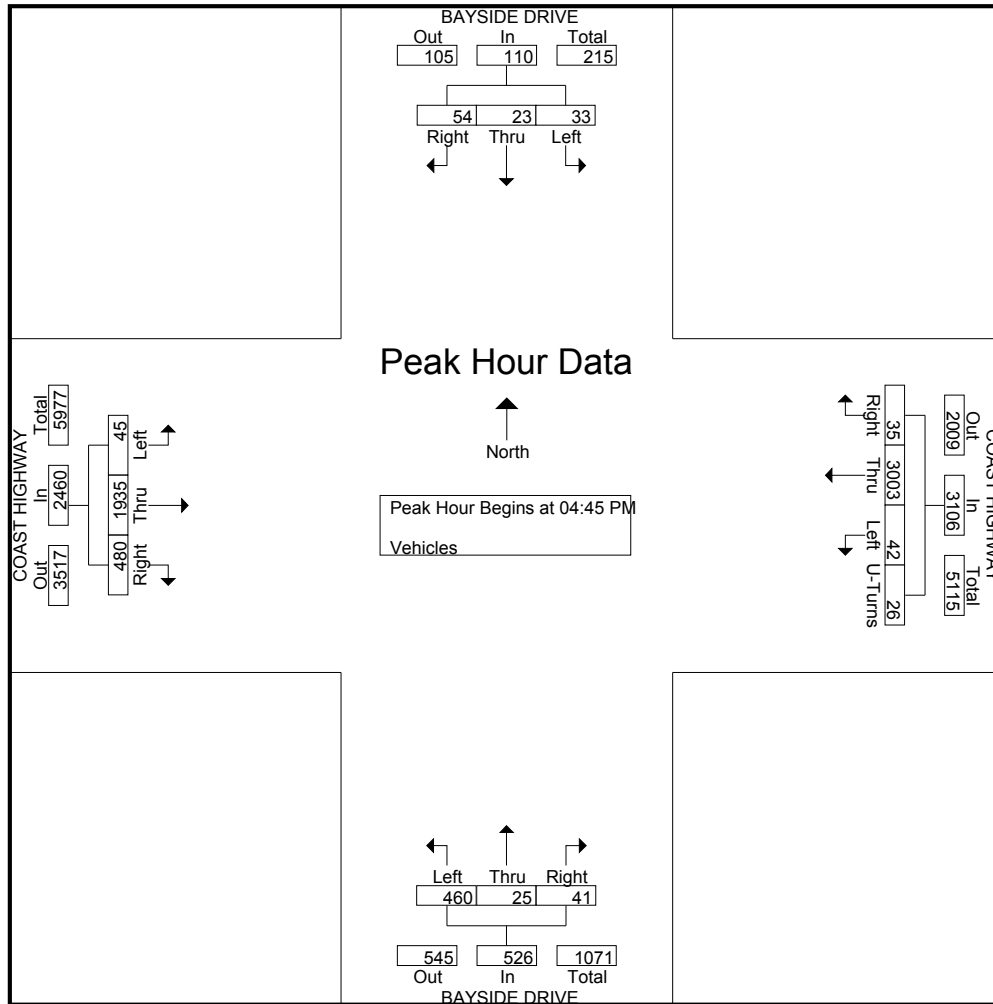 BAYSIDE DRIVE
Out In Total
105 110 215
54 23 33
Right Thru Left
Peak Hour Data
North
Peak Hour Begins at 04:45 PM
Vehicles
COAST HIGHWAY
Total In Out
5977 2460 3517
45 1935 480
Left Thru Right
COAST HIGHWAY
Out In Total
2009 3106 5115
35 3003 42 26
Right Thru Left U-Turns
Left Thru Right
460 25 41
545 526 1071
Out In Total
BAYSIDE DRIVE